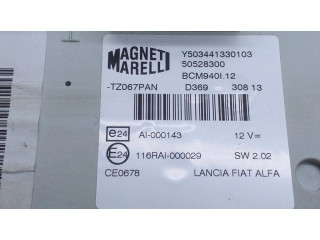 MAGNETI MARELLI Y503441330103
50528300
BCM940I.12
-TZ067PAN D369 308 13
e24 AI-000143 12 V=
E24 116RAI-000029 SW 2.02
CE0678 LANCIA FIAT ALFA